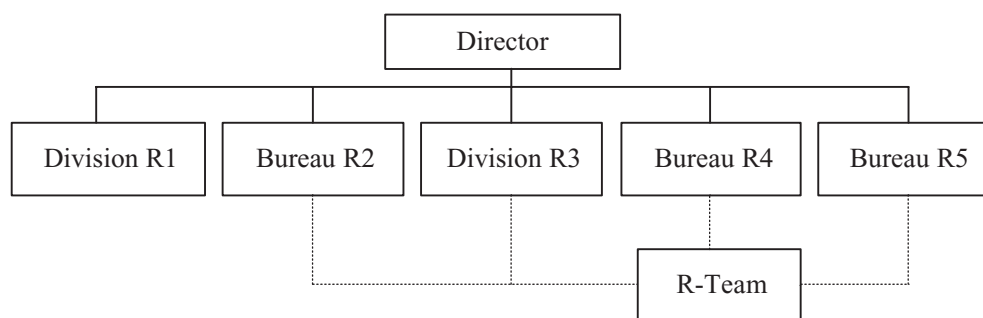 Director
Division R1
Bureau R2
Division R3
Bureau R4
Bureau R5
R-Team